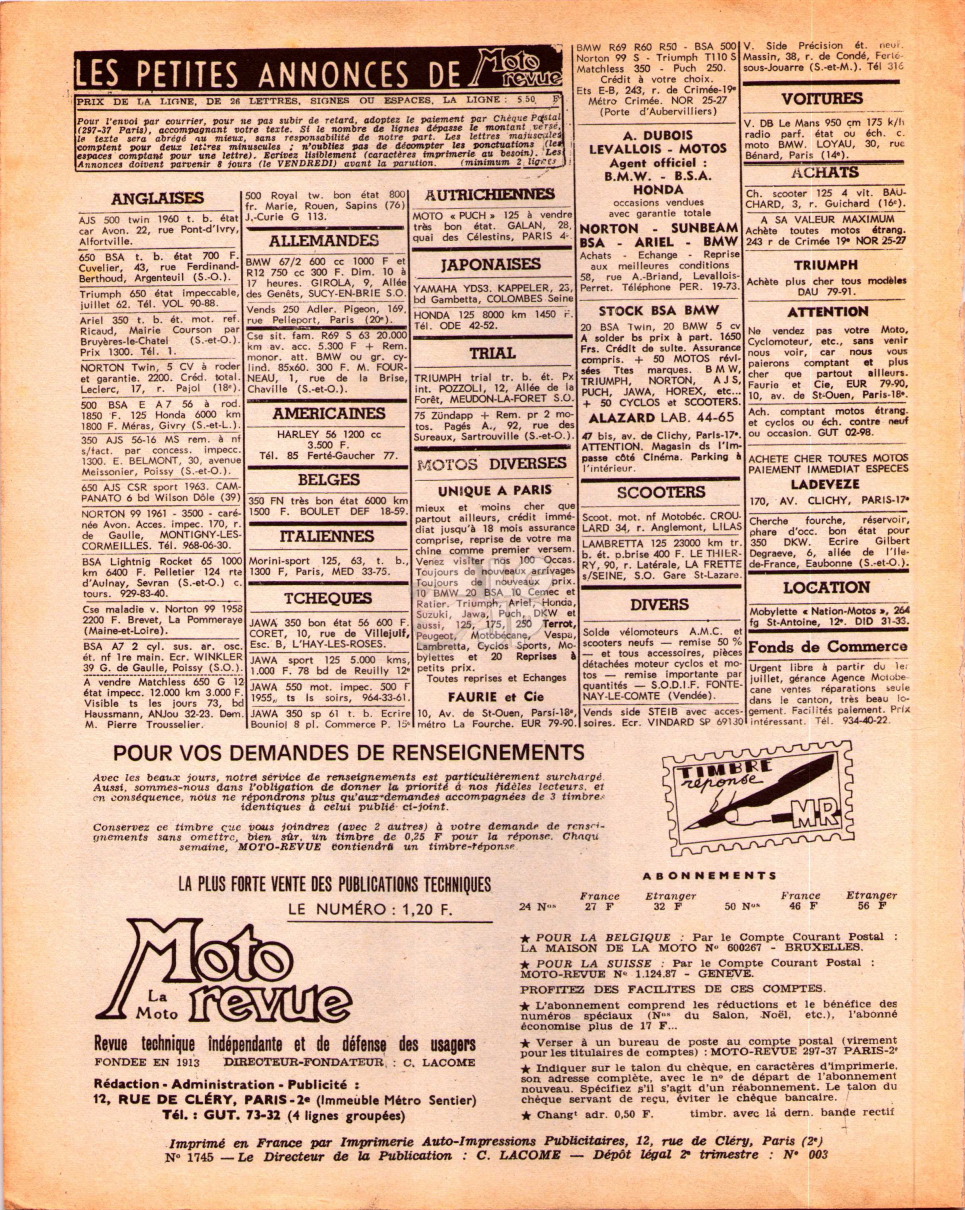 LES PETITES ANNONCES DE Moto revue
PRIX DE LA LIGNE, DE 26 LETTRES, SIGNES OU ESPACES, LA LIGNE : 5,50 F
Pour l'envoi par courrier, pour ne pas subir de retard, adoptez le paiement par Chèque Postal
(297-37 Paris), accompagnant votre texte. Si le nombre de lignes dépasse le montant versé,
le texte sera abrégé au mieux, sans responsabilité de notre part. Les lettres majuscules
comptent pour deux lettres minuscules ; n'oubliez pas de décompter les ponctuations (les
espaces comptant pour une lettre). Ecrivez lisiblement (caractères imprimerie au besoin). Les
Annonces doivent parvenir 8 jours (le VENDREDI) avant la parution. (minimum 2 lignes)
ANGLAISES
AJS 500 twin 1960 t. b. état
car Avon. 22, rue Pont-d'Ivry,
Alfortville.
650 BSA t. b. état 700 F.
Cuvelier, 43, rue Ferdinand-
Berthoud, Argenteuil (S.-O.).
Triumph 650 état impeccable,
juillet 62. Tél. VOL 90-88.
Ariel 350 t. b. ét. mot. ref.
Ricaud, Mairie Courson par
Bruyères-le-Chatel (S.-et-O.).
Prix 1300. Tél. 1.
NORTON Twin, 5 CV à roder
et garantie. 2200. Créd. total.
Leclerc, 17, r. Pajol (18e).
500 BSA E A7 56 à rod.
1850 F. 125 Honda 6000 km
1800 F. Méras, Givry (S.-et-L.).
350 AJS 56-16 MS rem. à nf
s/fact. par concess. impecc.
1300. E. BELMONT, 30, avenue
Meissonier, Poissy (S.-et-O.).
650 AJS CSR sport 1963. CAM-
PANATO 6 bd Wilson Dôle (39)
NORTON 99 1961 - 3500 - caré-
née Avon. Acces. impec. 170, r.
de Gaulle, MONTIGNY-LES-
CORMEILLES. Tél. 968-06-30.
BSA Lightnig Rocket 65 1000
km 6400 F. Pelletier 124 rte
d'Aulnay, Sevran (S.-et-O.) c.
tours. 929-83-40.
Cse maladie v. Norton 99 1958
2200 F. Brevet, La Pommeraye
(Maine-et-Loire).
BSA A7 2 cyl. sus. ar. osc.
ét. nf 1re main. Ecr. WINKLER
39 G. de Gaulle, Poissy (S.O.).
A vendre Matchless 650 G 12
état impecc. 12.000 km 3.000 F.
Visible ts les jours 73, bd
Haussmann, ANJou 32-23. Dem.
M. Pierre Trousselier.
500 Royal tw. bon état 800
fr. Marie, Rouen, Sapins (76)
J.-Curie G 113.
ALLEMANDES
BMW 67/2 600 cc 1000 F et
R12 750 cc 300 F. Dim. 10 à
17 heures. GIROLA, 9, Allée
des Genêts, SUCY-EN-BRIE S.O.
Vends 250 Adler. Pigeon, 169,
rue Pelleport, Paris (20e).
Cse sit. fam. R69 S 63 20.000
km av. acc. 5.300 F + Rem.
monor. att. BMW ou gr. cy-
lind. 85x60. 300 F. M. FOUR-
NEAU, 1, rue de la Brise,
Chaville (S.-et-O.).
AMERICAINES
HARLEY 56 1200 cc
3.500 F.
Tél. 85 Ferté-Gaucher 77.
BELGES
350 FN très bon état 6000 km
1500 F. BOULET DEF 18-59.
ITALIENNES
Morini-sport 125, 63, t. b.,
1300 F, Paris, MED 33-75.
TCHEQUES
JAWA 350 bon état 56 600 F.
CORET, 10, rue de Villejuif,
Esc. B, L'HAY-LES-ROSES.
JAWA sport 125 5.000 kms,
1.000 F. 78 bd de Reuilly 12e
JAWA 550 mot. impec. 500 F
1955, ts ls soirs, 964-33-61.
JAWA 350 sp 61 t. b. Ecrire
Bouniol 8 pl. Commerce P. 15e
AUTRICHIENNES
MOTO « PUCH » 125 à vendre
très bon état. GALAN, 28,
quai des Célestins, PARIS 4e.
JAPONAISES
YAMAHA YDS3. KAPPELER, 23,
bd Gambetta, COLOMBES Seine
HONDA 125 8000 km 1450 F.
Tél. ODE 42-52.
TRIAL
TRIUMPH trial tr. b. ét. Px
int. POZZOLI, 12, Allée de la
Forêt, MEUDON-LA-FORET S.O.
75 Zündapp + Rem. pr 2 mo-
tos. Pagés A., 92, rue des
Sureaux, Sartrouville (S.-et-O.).
MOTOS DIVERSES
UNIQUE A PARIS
mieux et moins cher que
partout ailleurs, crédit immé-
diat jusqu'à 18 mois assurance
comprise, reprise de votre ma
chine comme premier versem.
Venez visiter nos 100 Occas.
Toujours de nouveaux arrivages
Toujours de nouveaux prix.
10 BMW 20 BSA 10 Cemec et
Ratier. Triumph, Ariel, Honda,
Suzuki, Jawa, Puch, DKW et
aussi, 125, 175, 250 Terrot,
Peugeot, Motobécane, Vespa,
Lambretta, Cyclos Sports, Mo-
bylettes et 20 Reprises à
petits prix.
Toutes reprises et Echanges
FAURIE et Cie
10, Av. de St-Ouen, Parsi-18e,
métro La Fourche. EUR 79-90.
BMW R69 R60 R50 - BSA 500
Norton 99 S - Triumph T110 S
Matchless 350 - Puch 250.
Crédit à votre choix.
Ets E-B, 243, r. de Crimée-19e
Métro Crimée. NOR 25-27
(Porte d'Aubervilliers)
A. DUBOIS
LEVALLOIS - MOTOS
Agent officiel :
B.M.W. - B.S.A.
HONDA
occasions vendues
avec garantie totale
NORTON - SUNBEAM
BSA - ARIEL - BMW
Achats - Echange - Reprise
aux meilleures conditions
58, rue A.-Briand, Levallois-
Perret. Téléphone PER. 19-73.
STOCK BSA BMW
20 BSA Twin, 20 BMW 5 cv
A solder bs prix à part. 1650
Frs. Crédit de suite. Assurance
compris. + 50 MOTOS révi-
sées Ttes marques. BMW,
TRIUMPH, NORTON, AJS,
PUCH, JAWA, HOREX, etc...
+ 50 CYCLOS et SCOOTERS.
ALAZARD LAB. 44-65
47 bis, av. de Clichy, Paris-17e.
ATTENTION. Magasin ds l'Im-
passe côté Cinéma. Parking à
l'intérieur.
SCOOTERS
Scoot. mot. nf Motobéc. CROU-
LARD 34, r. Anglemont, LILAS
LAMBRETTA 125 23000 km tr.
b. ét. p.brise 400 F. LE THIER-
RY, 90, r. Latérale, LA FRETTE
s/SEINE, S.O. Gare St-Lazare.
DIVERS
Solde vélomoteurs A.M.C. et
scooters neufs — remise 50 %
— et tous accessoires, pièces
détachées moteur cyclos et mo-
tos — remise importante par
quantités — S.O.D.I.F. FONTE-
NAY-LE-COMTE (Vendée).
Vends side STEIB avec acces-
soires. Ecr. VINDARD SP 69130
V. Side Précision ét. neuf.
Massin, 38, r. de Condé, Ferté-
sous-Jouarre (S.-et-M.). Tél 316
VOITURES
V. DB Le Mans 950 cm 175 k/h
radio parf. état ou éch. c.
moto BMW. LOYAU, 30, rue
Bénard, Paris (14e).
ACHATS
Ch. scooter 125 4 vit. BAU-
CHARD, 3, r. Guichard (16e).
A SA VALEUR MAXIMUM
Achète toutes motos étrang.
243 r de Crimée 19e NOR 25-27
TRIUMPH
Achète plus cher tous modèles
DAU 79-91.
ATTENTION
Ne vendez pas votre Moto,
Cyclomoteur, etc., sans venir
nous voir, car nous vous
paierons comptant et plus
cher que partout ailleurs.
Faurie et Cie, EUR 79-90,
10, av. de St-Ouen, Paris-18e.
Ach. comptant motos étrang.
et cyclos ou éch. contre neuf
ou occasion. GUT 02-98.
ACHETE CHER TOUTES MOTOS
PAIEMENT IMMEDIAT ESPECES
LADEVEZE
170, AV. CLICHY, PARIS-17e
Cherche fourche, réservoir,
phare d'occ. bon état pour
350 DKW. Ecrire Gilbert
Degraeve, 6, allée de l'Ile-
de-France, Eaubonne (S.-et-O.).
LOCATION
Mobylette « Nation-Motos », 264
fg St-Antoine, 12e. DID 31-33.
Fonds de Commerce
Urgent libre à partir du 1er
juillet, gérance Agence Motobe-
cane ventes réparations seule
dans le canton, très beau lo-
gement. Facilités paiement. Prix
intéressant. Tél. 934-40-22.
POUR VOS DEMANDES DE RENSEIGNEMENTS
Avec les beaux jours, notre service de renseignements est particulièrement surchargé.
Aussi, sommes-nous dans l'obligation de donner la priorité à nos fidèles lecteurs, et
en conséquence, nous ne répondrons plus qu'aux demandes accompagnées de 3 timbres
identiques à celui publié ci-joint.
Conservez ce timbre que vous joindrez (avec 2 autres) à votre demande de rensei-
gnements sans omettre, bien sûr, un timbre de 0,25 F pour la réponse. Chaque
semaine, MOTO-REVUE contiendra un timbre-réponse.
TIMBRE
réponse
MR
LA PLUS FORTE VENTE DES PUBLICATIONS TECHNIQUES
LE NUMÉRO : 1,20 F.
Moto
La Moto revue
Revue technique indépendante et de défense des usagers
FONDEE EN 1913 DIRECTEUR-FONDATEUR : C. LACOME
Rédaction - Administration - Publicité :
12, RUE DE CLÉRY, PARIS-2e (Immeuble Métro Sentier)
Tél. : GUT. 73-32 (4 lignes groupées)
ABONNEMENTS
France Etranger France Etranger
24 Nos 27 F 32 F 50 Nos 46 F 56 F
★ POUR LA BELGIQUE : Par le Compte Courant Postal :
LA MAISON DE LA MOTO No 600267 - BRUXELLES.
★ POUR LA SUISSE : Par le Compte Courant Postal :
MOTO-REVUE No 1.124.87 - GENEVE.
PROFITEZ DES FACILITES DE CES COMPTES.
★ L'abonnement comprend les réductions et le bénéfice des
numéros spéciaux (Nos du Salon, Noël, etc.), l'abonné
économise plus de 17 F...
★ Verser à un bureau de poste au compte postal (virement
pour les titulaires de comptes) : MOTO-REVUE 297-37 PARIS-2e
★ Indiquer sur le talon du chèque, en caractères d'imprimerie,
son adresse complète, avec le no de départ de l'abonnement
nouveau. Spécifiez s'il s'agit d'un réabonnement. Le talon du
chèque servant de reçu, éviter le chèque bancaire.
★ Changt adr. 0,50 F. timbr. avec la dern. bande rectif
Imprimé en France par Imprimerie Auto-Impressions Publicitaires, 12, rue de Cléry, Paris (2e)
No 1745 — Le Directeur de la Publication : C. LACOME — Dépôt légal 2e trimestre : No 003